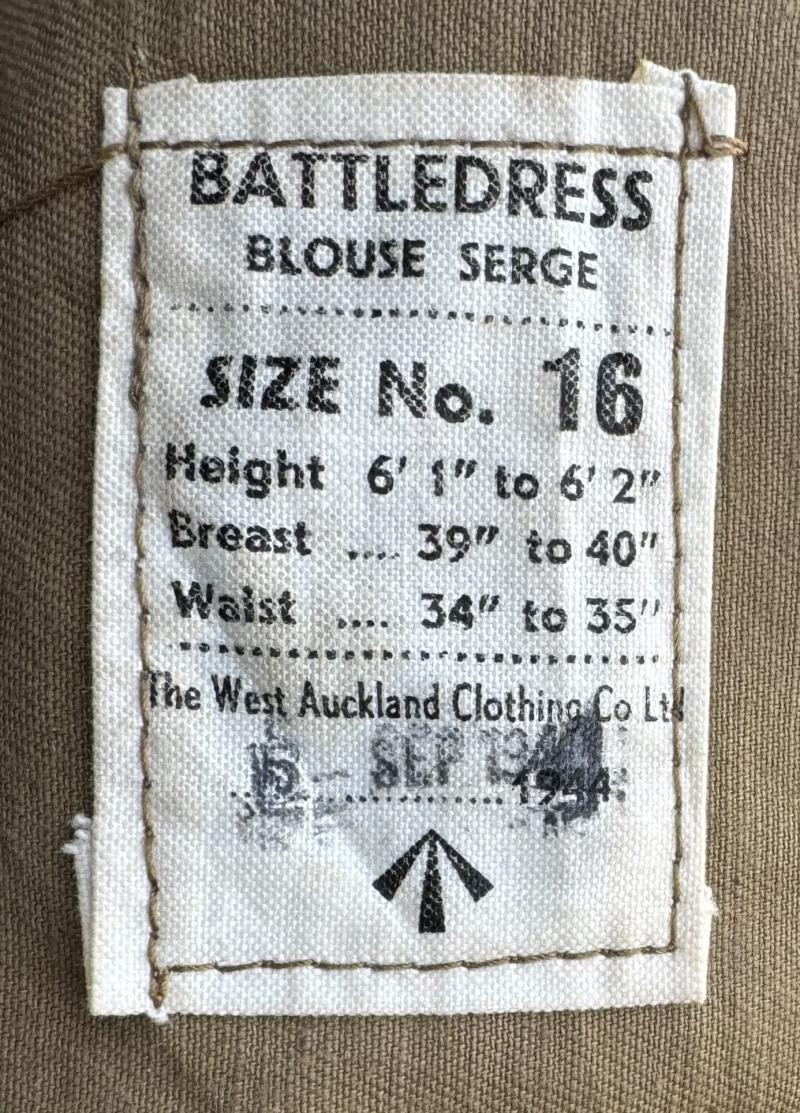 BATTLEDRESS
BLOUSE SERGE
SIZE No. 16
Height 6' 1" to 6' 2"
Breast .... 39" to 40"
Waist .... 34" to 35"
The West Auckland Clothing Co Ltd
SEP
1944